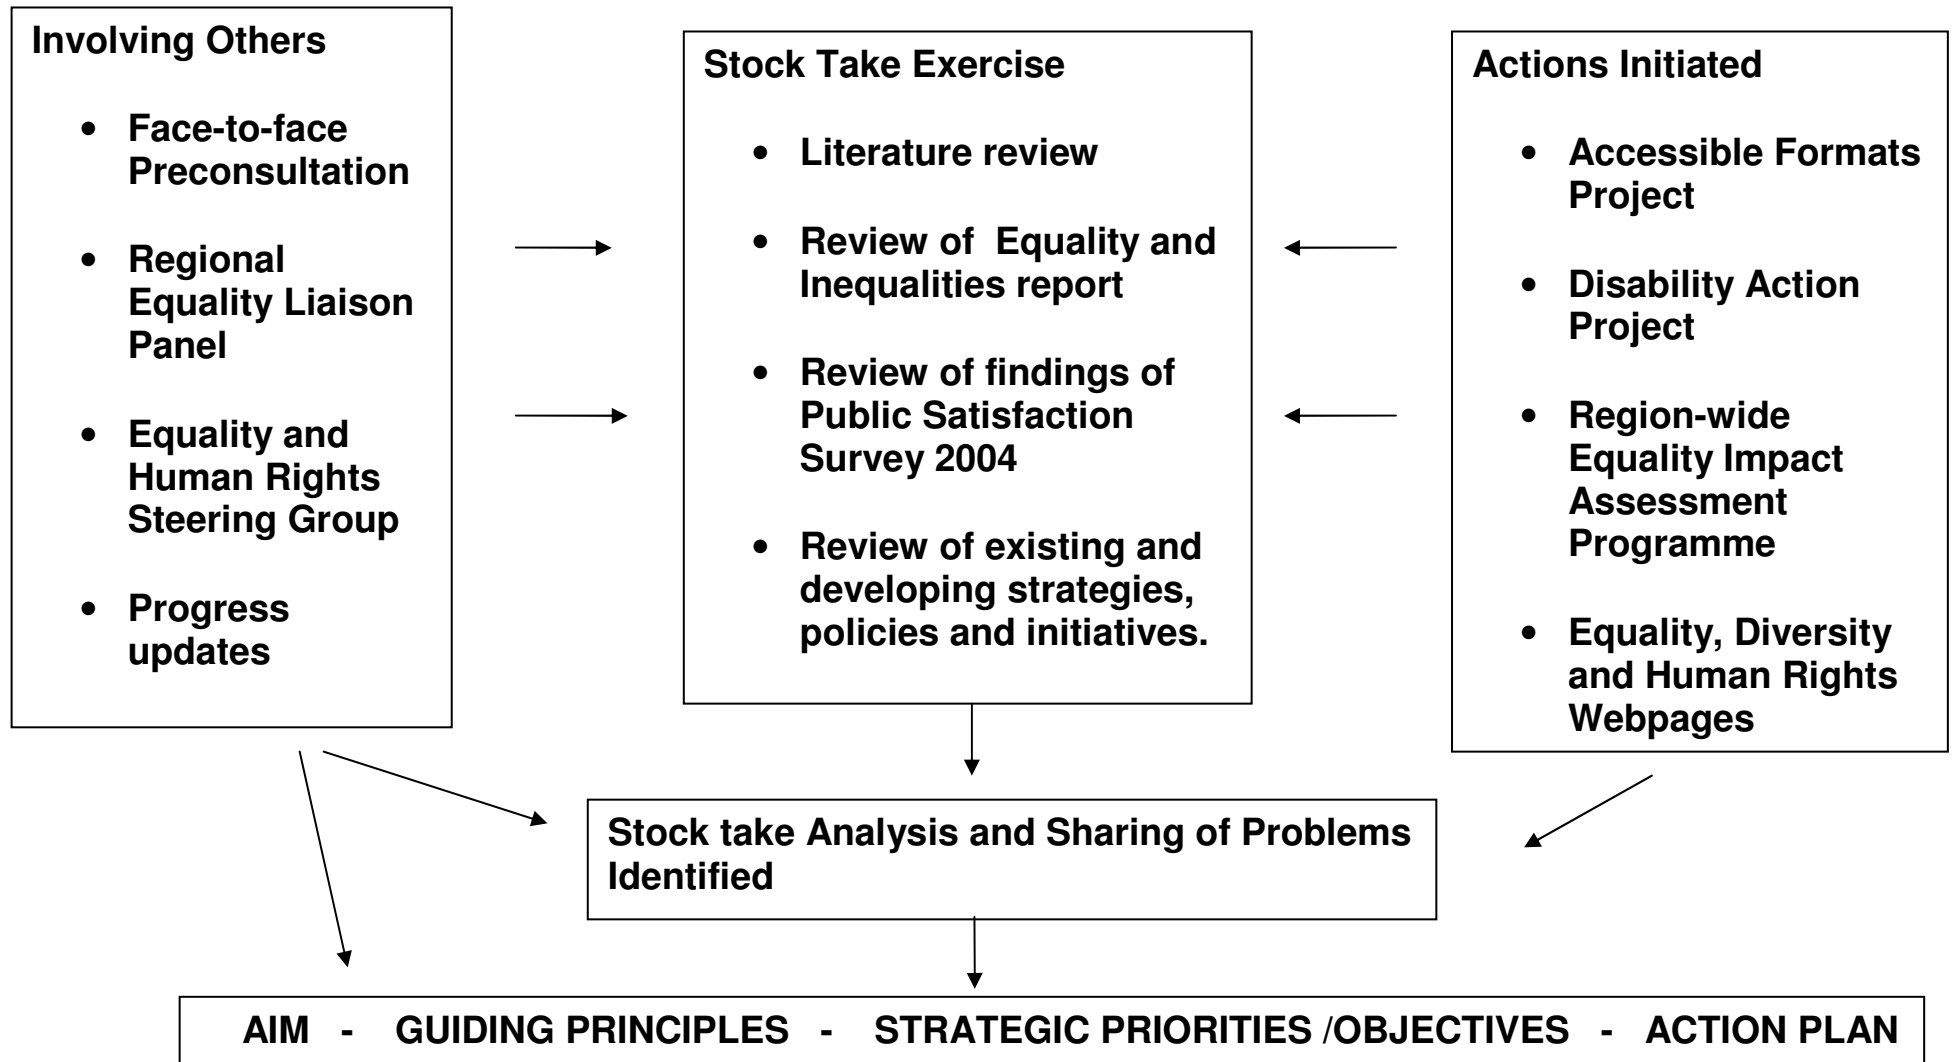 Involving Others
• Face-to-face
Preconsultation
• Regional
Equality Liaison
Panel
• Equality and
Human Rights
Steering Group
• Progress
updates
Stock Take Exercise
• Literature review
• Review of Equality and
Inequalities report
• Review of findings of
Public Satisfaction
Survey 2004
• Review of existing and
developing strategies,
policies and initiatives.
Actions Initiated
• Accessible Formats
Project
• Disability Action
Project
• Region-wide
Equality Impact
Assessment
Programme
• Equality, Diversity
and Human Rights
Webpages
Stock take Analysis and Sharing of Problems
Identified
AIM - GUIDING PRINCIPLES - STRATEGIC PRIORITIES /OBJECTIVES - ACTION PLAN